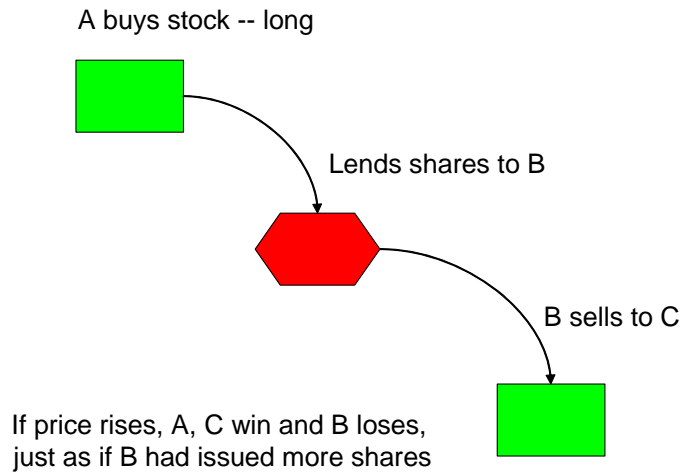 A buys stock -- long
Lends shares to B
B sells to C
If price rises, A, C win and B loses,
just as if B had issued more shares